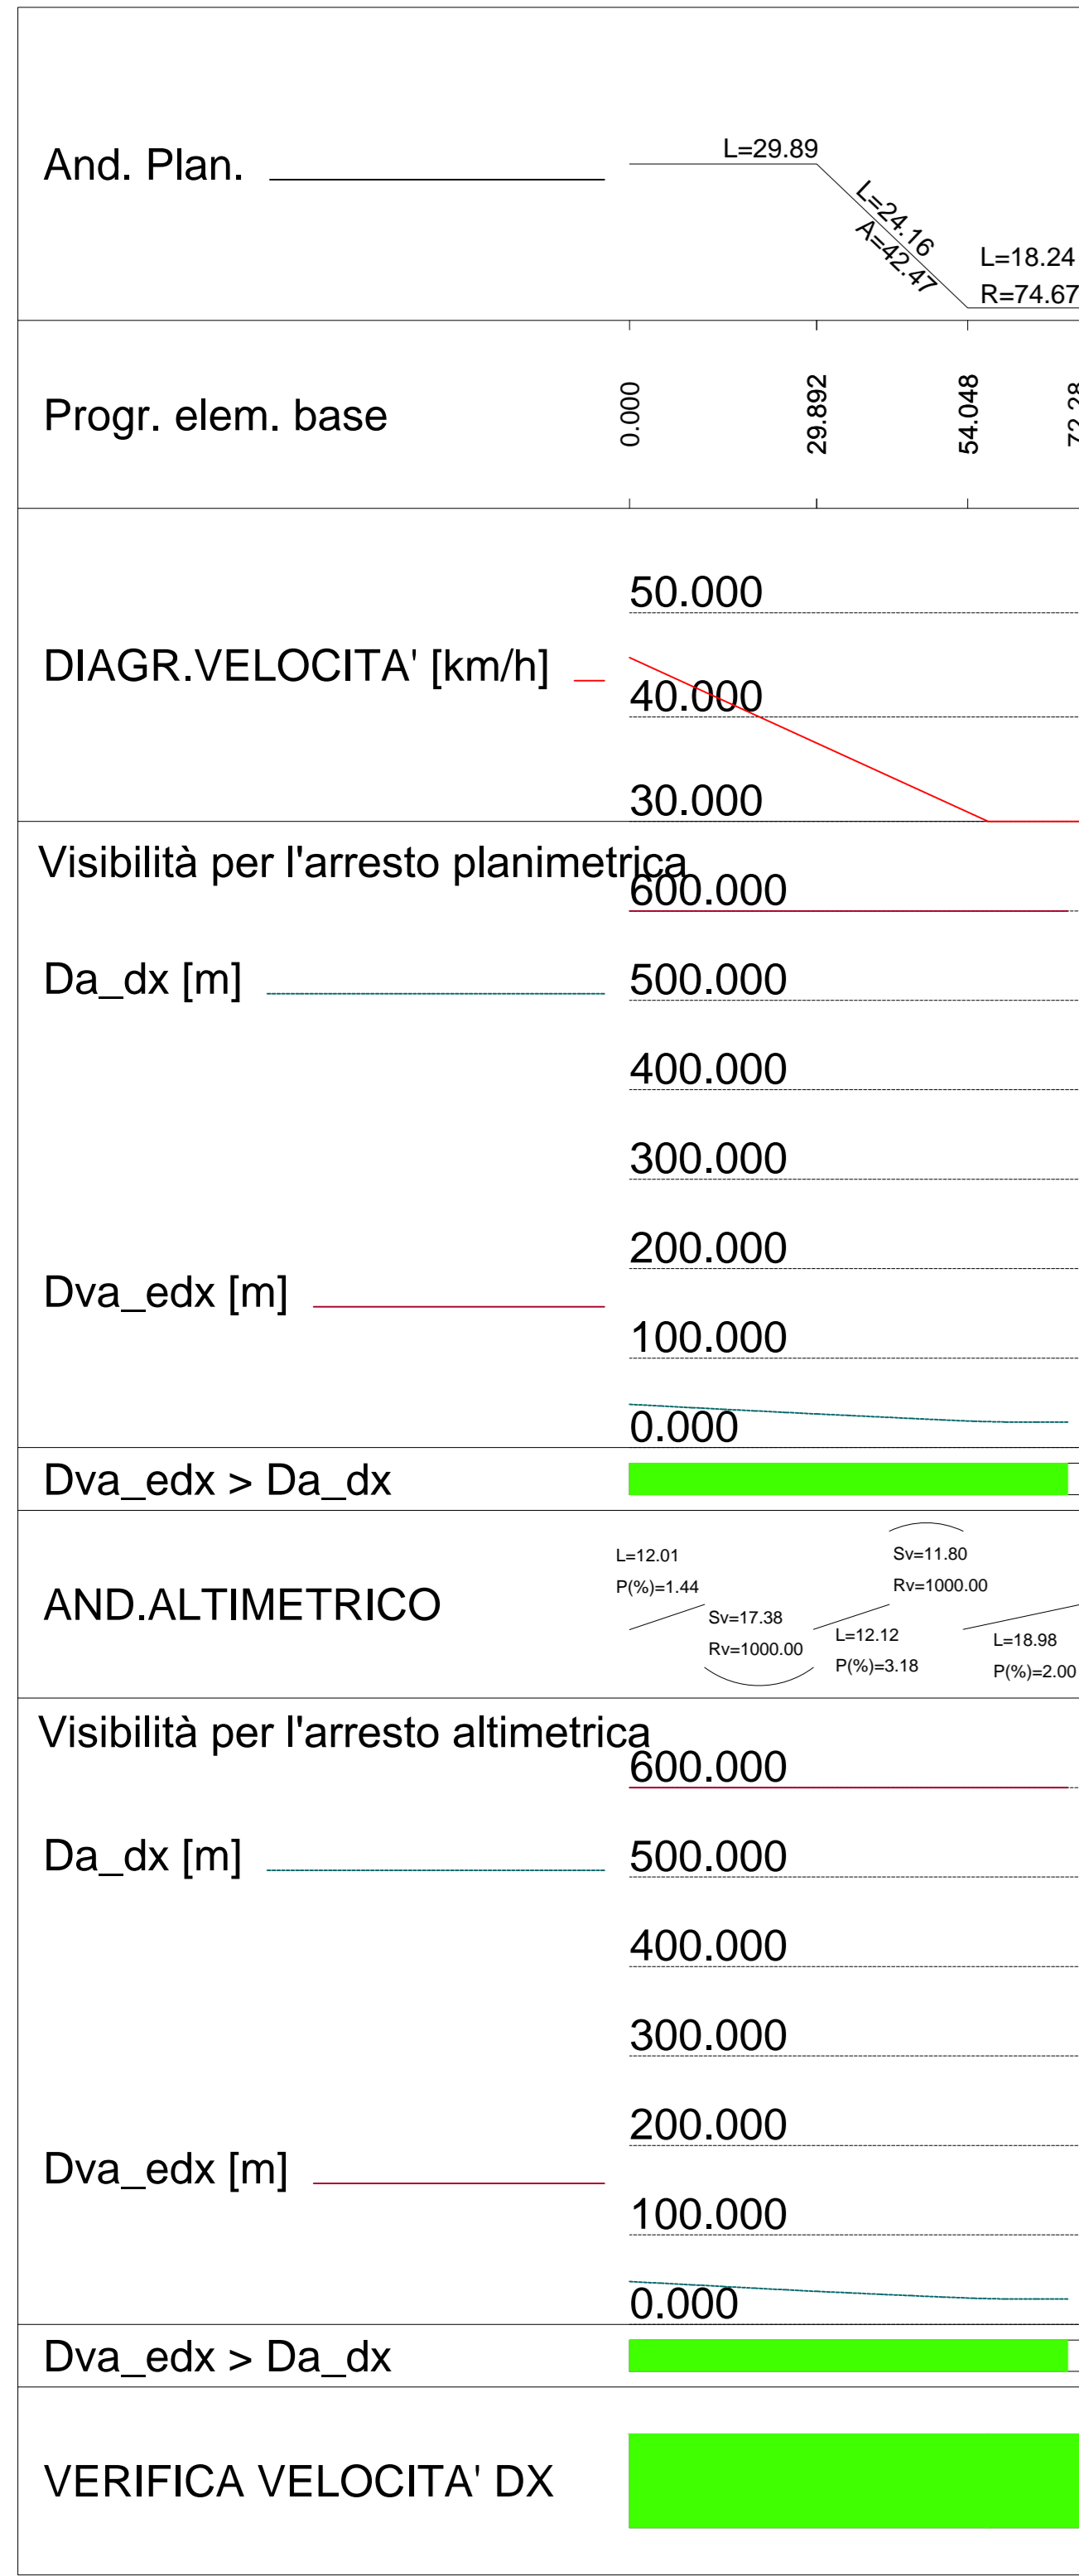 And. Plan.
L=29.89
L=24.16
A=42.47
L=18.24
R=74.67
Progr. elem. base
0.000
29.892
54.048
72.28
DIAGR.VELOCITA' [km/h]
50.000
40.000
30.000
Visibilità per l'arresto planimetrica
600.000
Da_dx [m]
500.000
400.000
300.000
200.000
Dva_edx [m]
100.000
0.000
Dva_edx > Da_dx
AND.ALTIMETRICO
L=12.01
P(%)=1.44
Sv=17.38
Rv=1000.00
L=12.12
P(%)=3.18
Sv=11.80
Rv=1000.00
L=18.98
P(%)=2.00
Visibilità per l'arresto altimetrica
600.000
Da_dx [m]
500.000
400.000
300.000
200.000
Dva_edx [m]
100.000
0.000
Dva_edx > Da_dx
VERIFICA VELOCITA' DX